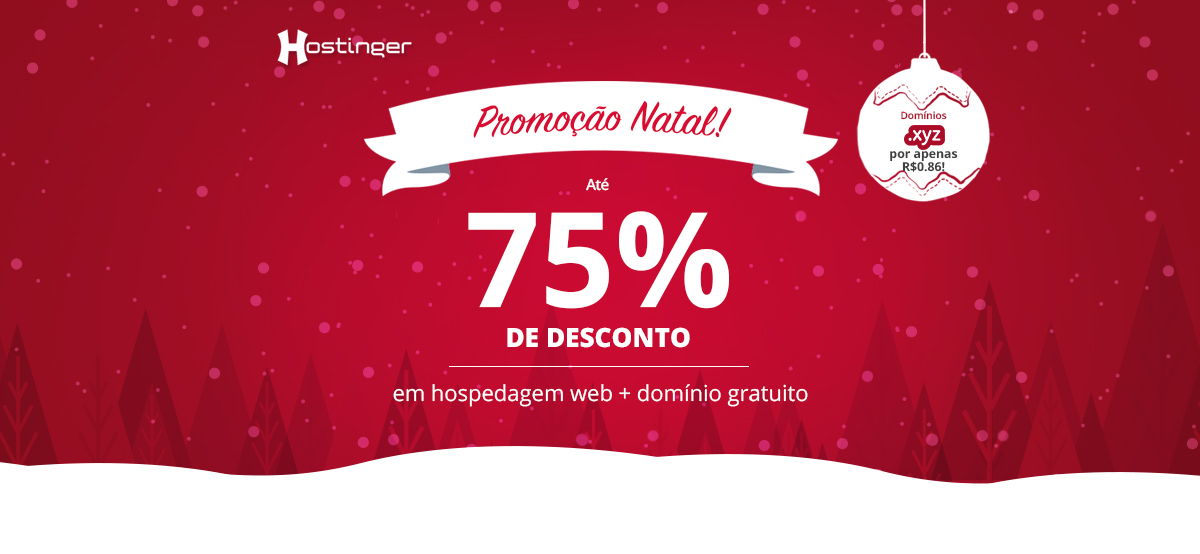 Hostinger
Promoção Natal!
Domínios
.xyz
por apenas
R$0.86!
Até
75%
DE DESCONTO
em hospedagem web + domínio gratuito